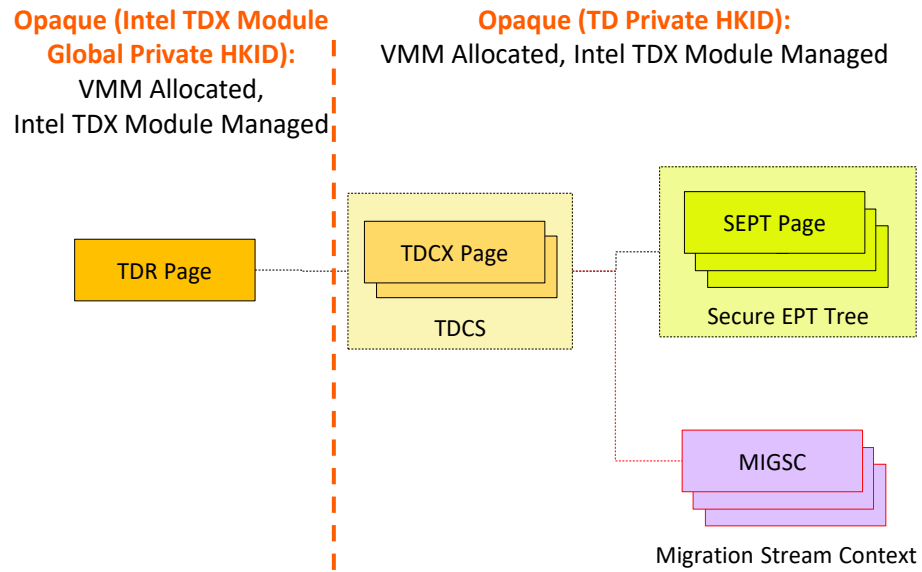 Opaque (Intel TDX Module
Global Private HKID):
VMM Allocated,
Intel TDX Module Managed
Opaque (TD Private HKID):
VMM Allocated, Intel TDX Module Managed
TDR Page
TDCX Page
TDCS
SEPT Page
Secure EPT Tree
MIGSC
Migration Stream Context